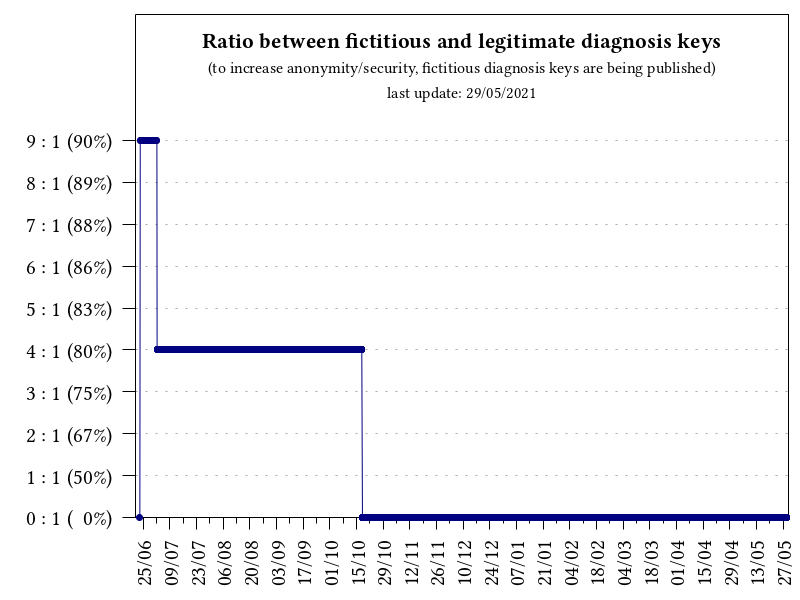 Ratio between fictitious and legitimate diagnosis keys
(to increase anonymity/security, fictitious diagnosis keys are being published)
last update: 29/05/2021
9 : 1 (90%)
8 : 1 (89%)
7 : 1 (88%)
6 : 1 (86%)
5 : 1 (83%)
4 : 1 (80%)
3 : 1 (75%)
2 : 1 (67%)
1 : 1 (50%)
0 : 1 (  0%)
25/06
09/07
23/07
06/08
20/08
03/09
17/09
01/10
15/10
29/10
12/11
26/11
10/12
24/12
07/01
21/01
04/02
18/02
04/03
18/03
01/04
15/04
29/04
13/05
27/05